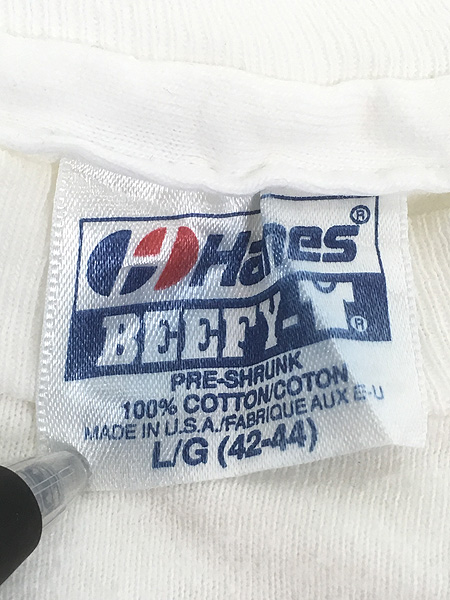 Hanes®
BEEFY-T®
PRE-SHRUNK
100% COTTON/COTON
MADE IN U.S.A./FABRIQUE AUX E-U
L/G (42-44)